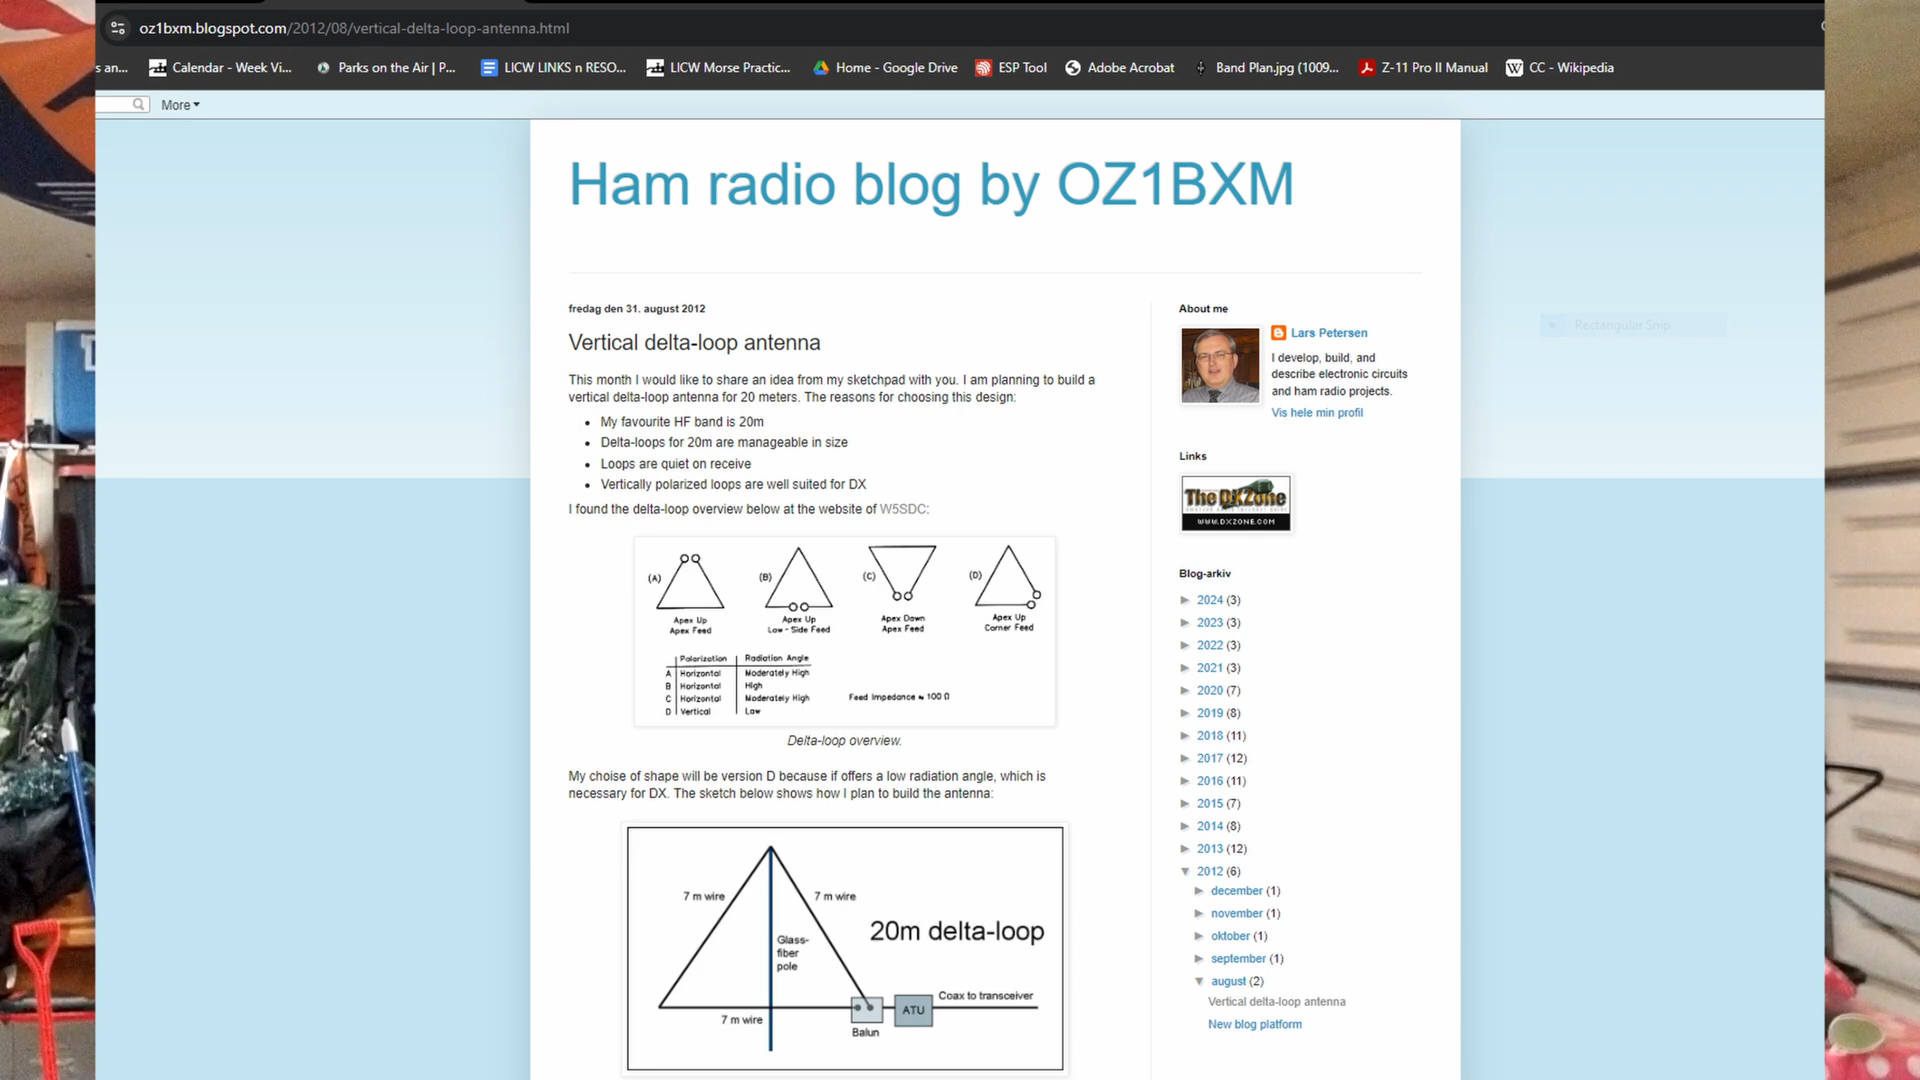 oz1bxm.blogspot.com/2012/08/vertical-delta-loop-antenna.html
s an... Calendar - Week Vi... Parks on the Air | P... LICW LINKS n RESO... LICW Morse Practic... Home - Google Drive ESP Tool Adobe Acrobat Band Plan.jpg (1009... Z-11 Pro II Manual CC - Wikipedia
More
Ham radio blog by OZ1BXM
fredag den 31. august 2012
Vertical delta-loop antenna
This month I would like to share an idea from my sketchpad with you. I am planning to build a
vertical delta-loop antenna for 20 meters. The reasons for choosing this design:
• My favourite HF band is 20m
• Delta-loops for 20m are manageable in size
• Loops are quiet on receive
• Vertically polarized loops are well suited for DX
I found the delta-loop overview below at the website of W5SDC:
(A) (B) (C) (D)
Apex Up Apex Up Apex Down Apex Up
Apex Feed Low-Side Feed Apex Feed Corner Feed
Polarization Radiation Angle
A Horizontal Moderately High
B Horizontal High
C Horizontal Moderately High Feed Impedance ≈ 100 Ω
D Vertical Low
Delta-loop overview.
My choise of shape will be version D because if offers a low radiation angle, which is
necessary for DX. The sketch below shows how I plan to build the antenna:
7 m wire 7 m wire
20m delta-loop
Glass-
fiber
pole
Coax to transceiver
ATU
7 m wire
Balun
About me
Lars Petersen
I develop, build, and
describe electronic circuits
and ham radio projects.
Vis hele min profil
Links
The DXZone
WWW.DXZONE.COM
Blog-arkiv
► 2024 (3)
► 2023 (3)
► 2022 (3)
► 2021 (3)
► 2020 (7)
► 2019 (8)
► 2018 (11)
► 2017 (12)
► 2016 (11)
► 2015 (7)
► 2014 (8)
► 2013 (12)
▼ 2012 (6)
► december (1)
► november (1)
► oktober (1)
► september (1)
▼ august (2)
Vertical delta-loop antenna
New blog platform
Rectangular Snip